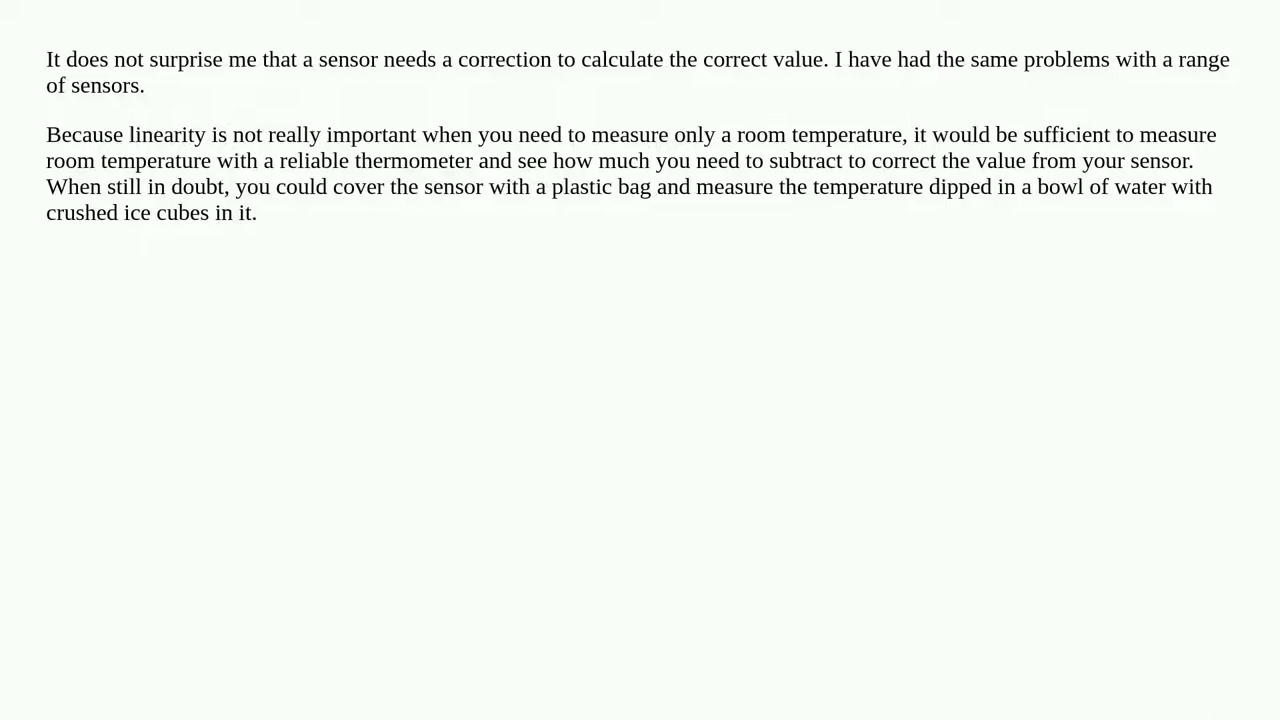 It does not surprise me that a sensor needs a correction to calculate the correct value. I have had the same problems with a range
of sensors.
Because linearity is not really important when you need to measure only a room temperature, it would be sufficient to measure
room temperature with a reliable thermometer and see how much you need to subtract to correct the value from your sensor.
When still in doubt, you could cover the sensor with a plastic bag and measure the temperature dipped in a bowl of water with
crushed ice cubes in it.